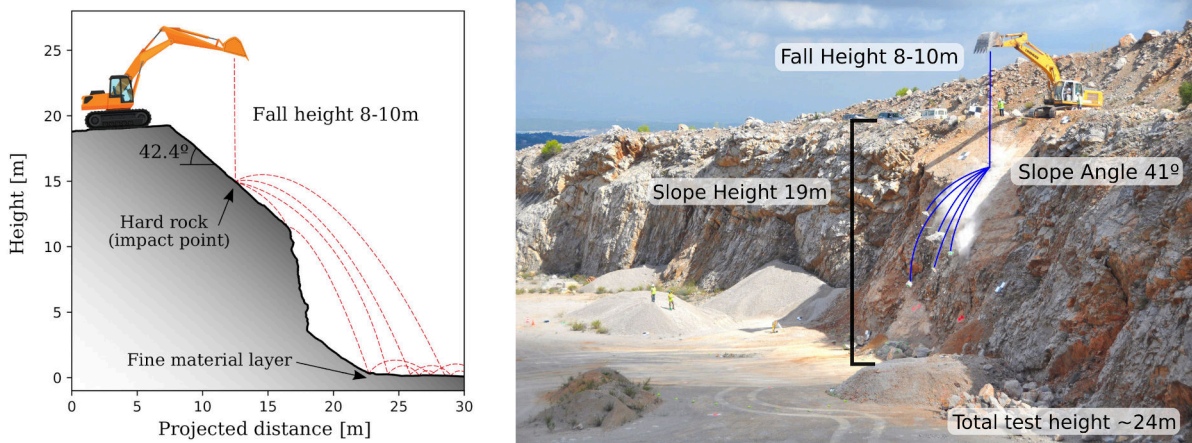 Height [m]
25
20
15
10
5
0
Fall height 8-10m
42.4º
Hard rock
(impact point)
Fine material layer
0
5
10
15
20
25
30
Projected distance [m]
Fall Height 8-10m
Slope Height 19m
Slope Angle 41º
Total test height ~24m